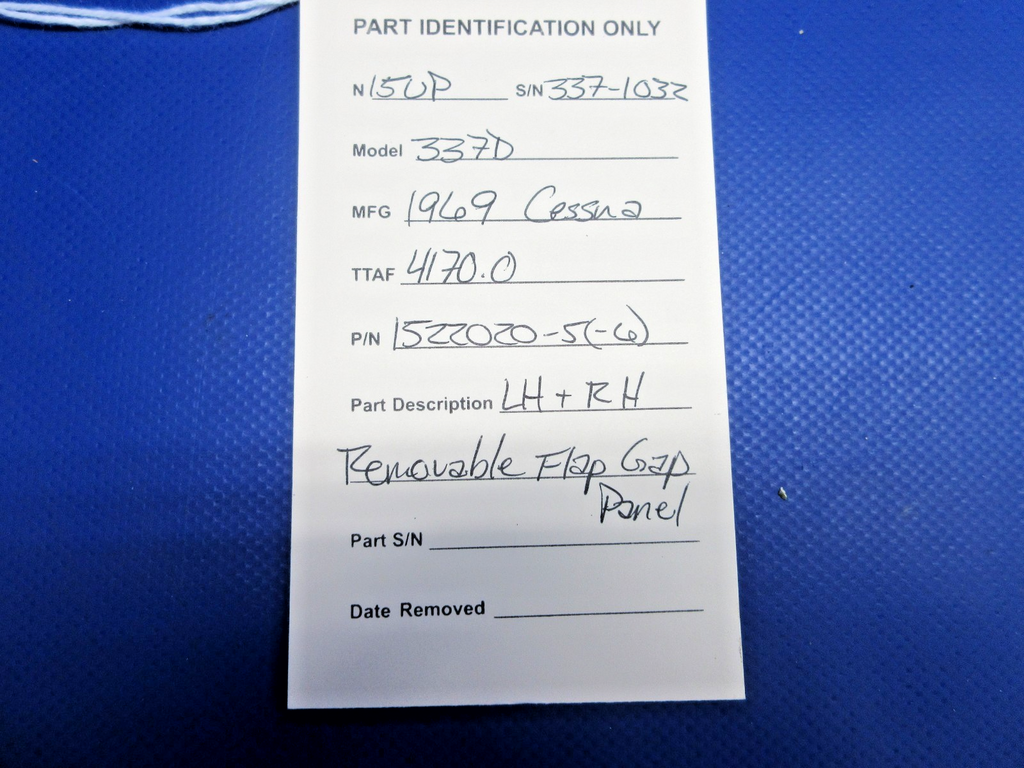 PART IDENTIFICATION ONLY
N 15UP S/N 337-1032
Model 337D
MFG 1969 Cessna
TTAF 4170.0
P/N 1522020-5(-6)
Part Description LH + RH
Removable Flap Gap
Panel
Part S/N
Date Removed